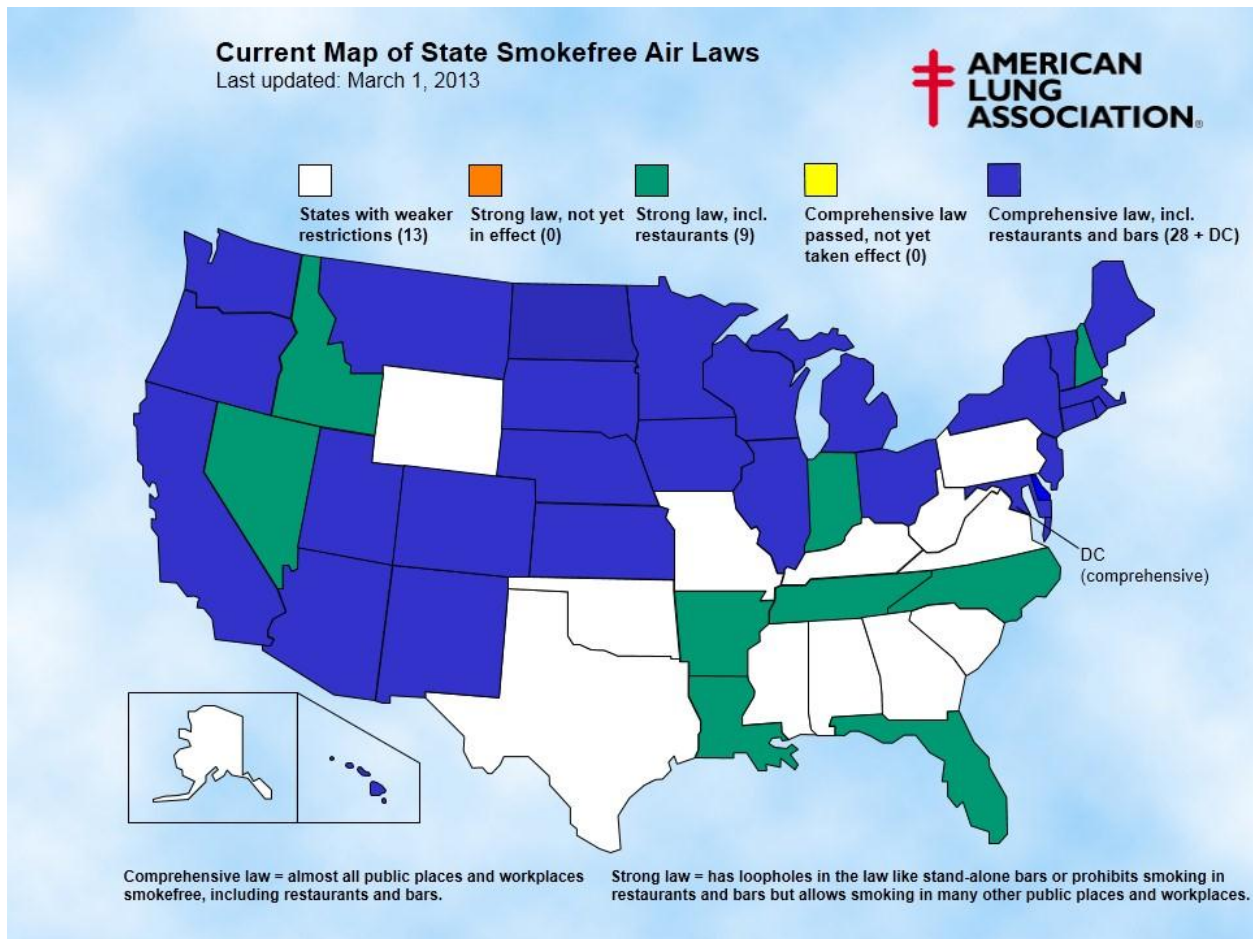 Current Map of State Smokefree Air Laws
Last updated: March 1, 2013
AMERICAN
LUNG
ASSOCIATION®
States with weaker
restrictions (13)
Strong law, not yet
in effect (0)
Strong law, incl.
restaurants (9)
Comprehensive law
passed, not yet
taken effect (0)
Comprehensive law, incl.
restaurants and bars (28 + DC)
DC
(comprehensive)
Comprehensive law = almost all public places and workplaces
smokefree, including restaurants and bars.
Strong law = has loopholes in the law like stand-alone bars or prohibits smoking in
restaurants and bars but allows smoking in many other public places and workplaces.